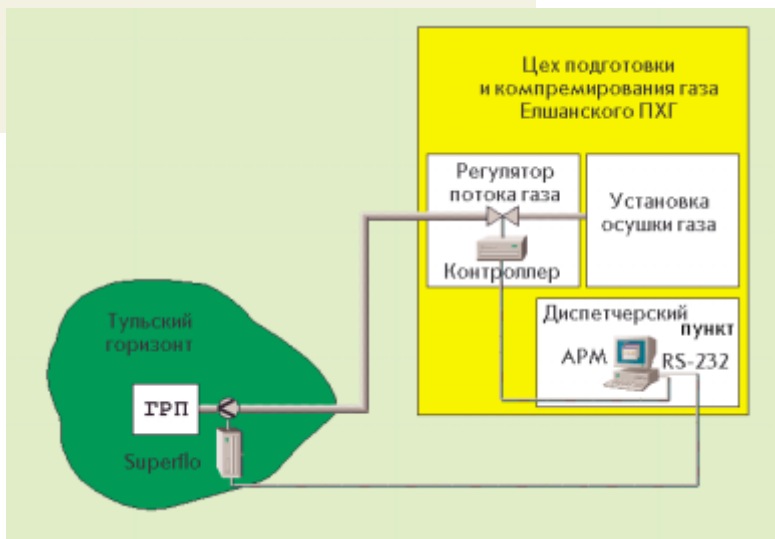 Цех подготовки
и компремирования газа
Елшанского ПХГ
Регулятор
потока газа
Установка
осушки газа
Контроллер
Диспетчерский
пункт
АРМ
RS-232
Тульский
горизонт
ГРП
Superflo